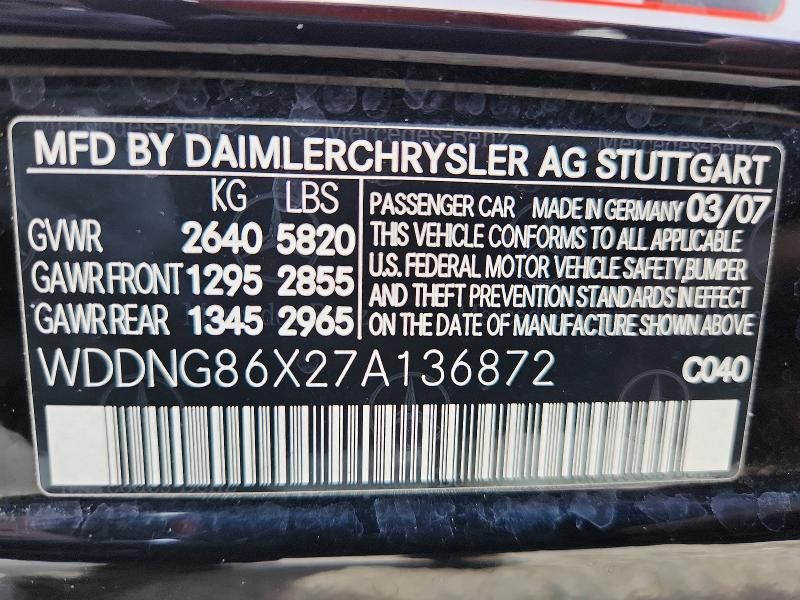 MFD BY DAIMLERCHRYSLER AG STUTTGART
KG LBS
GVWR 2640 5820
GAWR FRONT 1295 2855
GAWR REAR 1345 2965
PASSENGER CAR MADE IN GERMANY 03/07
THIS VEHICLE CONFORMS TO ALL APPLICABLE
U.S. FEDERAL MOTOR VEHICLE SAFETY, BUMPER
AND THEFT PREVENTION STANDARDS IN EFFECT
ON THE DATE OF MANUFACTURE SHOWN ABOVE
WDDNG86X27A136872 C040
Mercedes-Benz